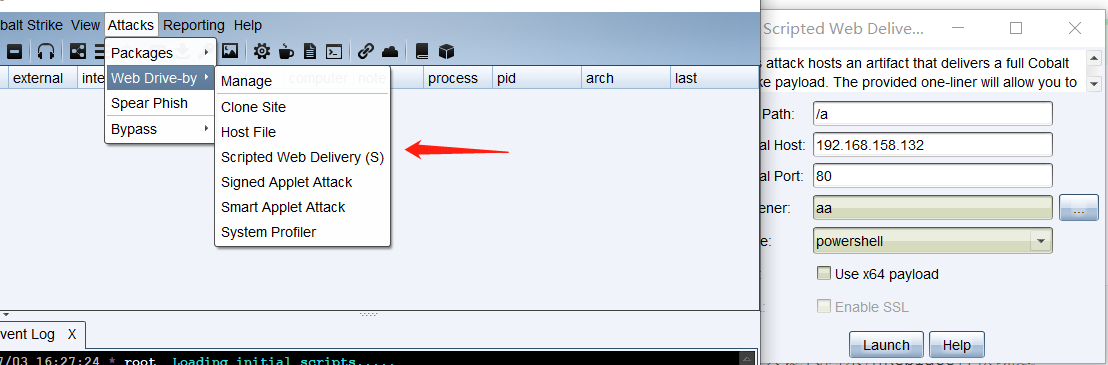 balt Strike View Attacks Reporting Help
external inte computer note process pid arch last
Packages
Web Drive-by
Spear Phish
Bypass
Manage
Clone Site
Host File
Scripted Web Delivery (S)
Signed Applet Attack
Smart Applet Attack
System Profiler
vent Log X
7/03 16:27:24 * root Loading initial scripts.....
Scripted Web Delive...
s attack hosts an artifact that delivers a full Cobalt
ke payload. The provided one-liner will allow you to
Path: /a
al Host: 192.168.158.132
al Port: 80
ener: aa ...
e: powershell
Use x64 payload
Enable SSL
Launch Help